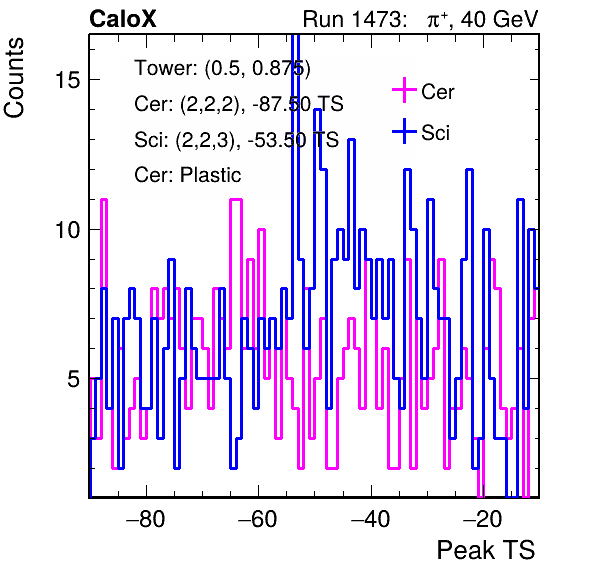 CaloX Run 1473: π⁺, 40 GeV
Counts
Tower: (0.5, 0.875)
Cer: (2,2,2), -87.50 TS
Sci: (2,2,3), -53.50 TS
Cer: Plastic
Cer
Sci
15
10
5
−80 −60 −40 −20
Peak TS